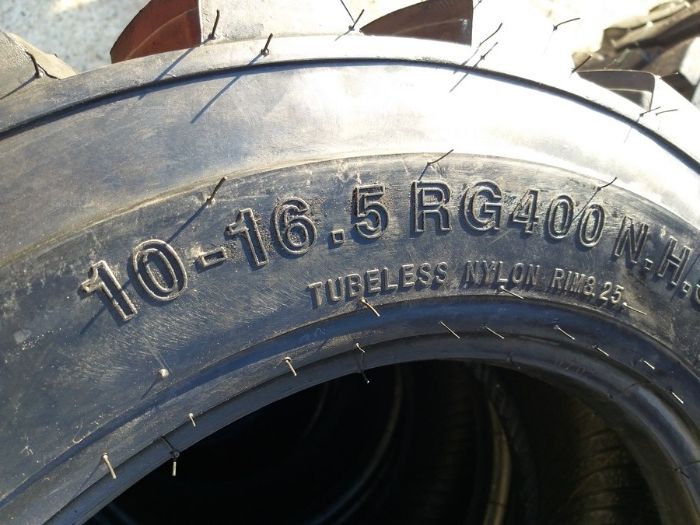 10-16.5 RG400 N.H.S
TUBELESS NYLON RIM8.25